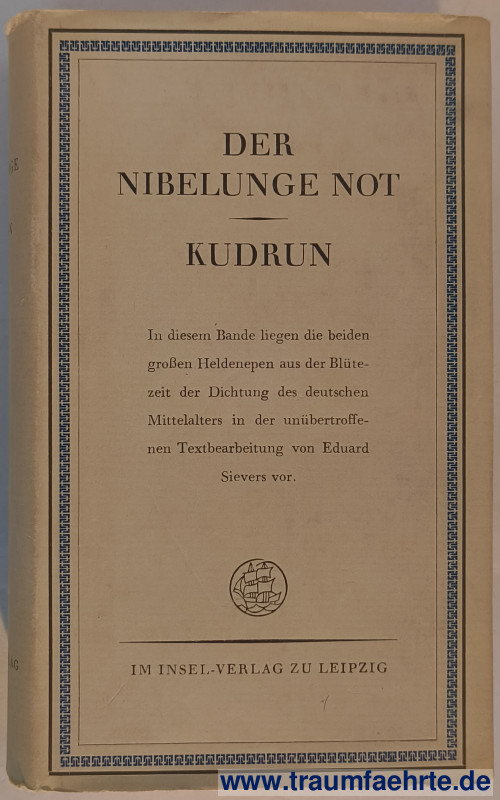 DER
NIBELUNGE NOT
KUDRUN
In diesem Bande liegen die beiden
großen Heldenepen aus der Blüte-
zeit der Dichtung des deutschen
Mittelalters in der unübertroffe-
nen Textbearbeitung von Eduard
Sievers vor.
IM INSEL-VERLAG ZU LEIPZIG
www.traumfaehrte.de